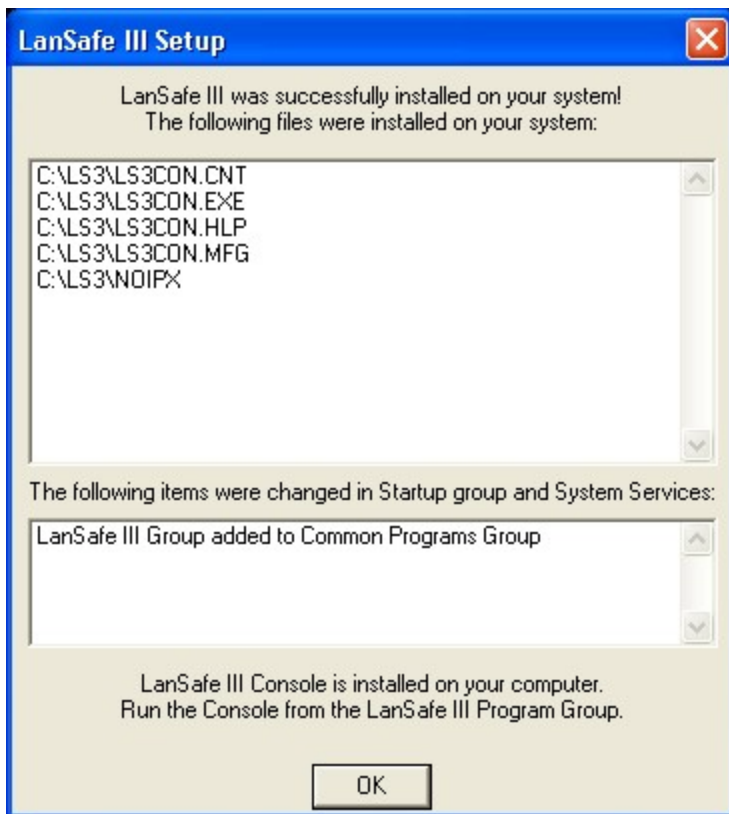 LanSafe III Setup
LanSafe III was successfully installed on your system!
The following files were installed on your system:
C:\LS3\LS3CON.CNT
C:\LS3\LS3CON.EXE
C:\LS3\LS3CON.HLP
C:\LS3\LS3CON.MFG
C:\LS3\NOIPX
The following items were changed in Startup group and System Services:
LanSafe III Group added to Common Programs Group
LanSafe III Console is installed on your computer.
Run the Console from the LanSafe III Program Group.
OK